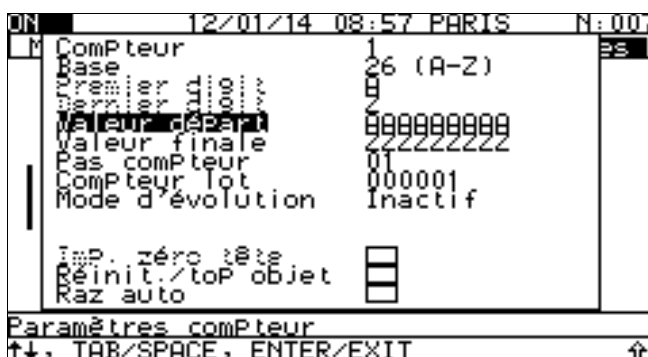 ON 12/01/14 08:57 PARIS N:007
M es
Compteur 1
Base 26 (A-Z)
Premier digit A
Dernier digit Z
Valeur départ AAAAAAAAA
Valeur finale ZZZZZZZZZ
Pas compteur 01
Compteur lot 000001
Mode d'évolution Inactif
Imp. zéro tête
Réinit./top objet
Raz auto
Paramètres compteur
↑↓, TAB/SPACE, ENTER/EXIT ⇧